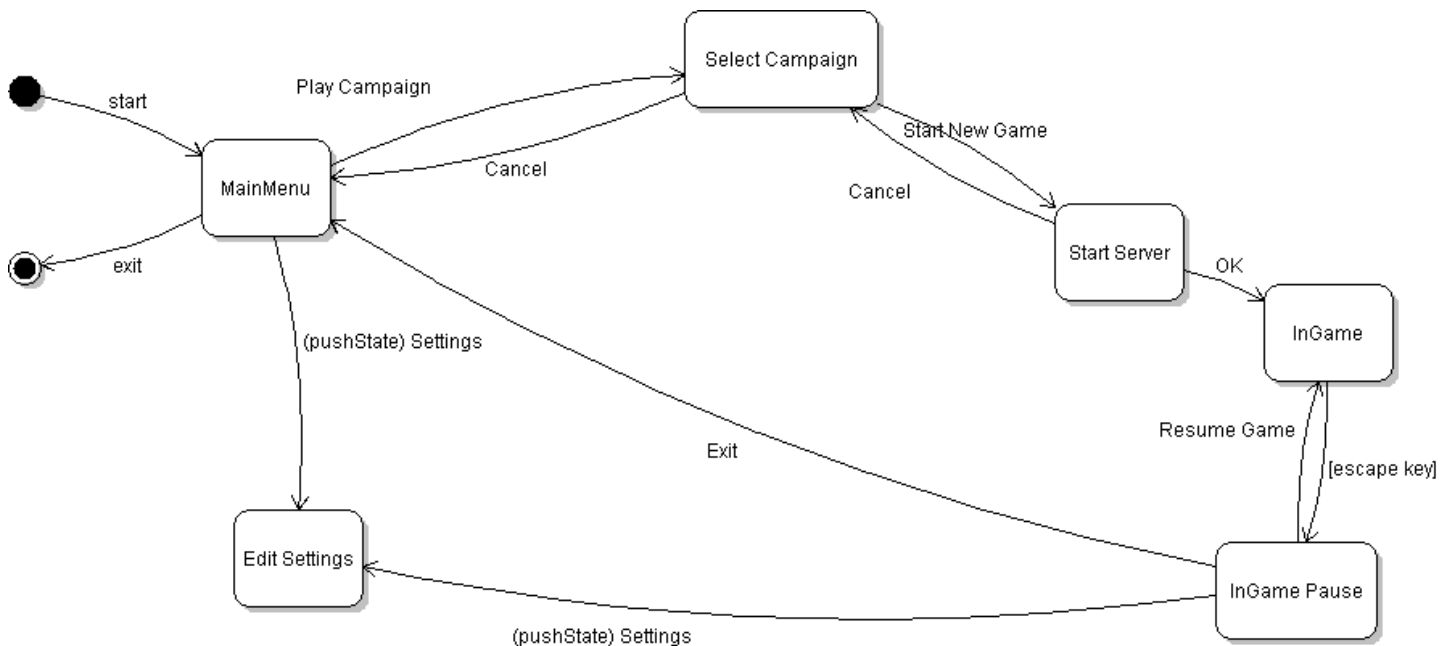 Select Campaign
Play Campaign
start
Start New Game
Cancel
MainMenu
Cancel
Start Server
exit
OK
InGame
(pushState) Settings
Resume Game
Exit
[escape key]
Edit Settings
InGame Pause
(pushState) Settings